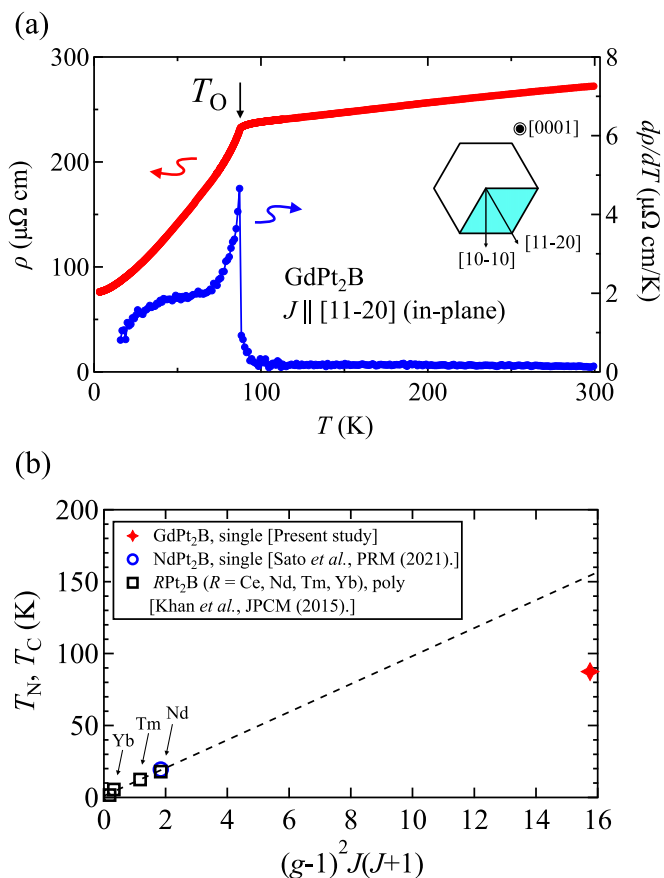 (a)
300
200
100
0
ρ (μΩ cm)
T_O
8
6
4
2
0
dρ/dT (μΩ cm/K)
[0001]
[11-20]
[10-10]
GdPt₂B
J || [11-20] (in-plane)
0
100
200
300
T (K)
(b)
200
150
100
50
0
T_N, T_C (K)
GdPt₂B, single [Present study]
NdPt₂B, single [Sato et al., PRM (2021).]
RPt₂B (R = Ce, Nd, Tm, Yb), poly
[Khan et al., JPCM (2015).]
Nd
Tm
Yb
0
2
4
6
8
10
12
14
16
(g-1)²J(J+1)